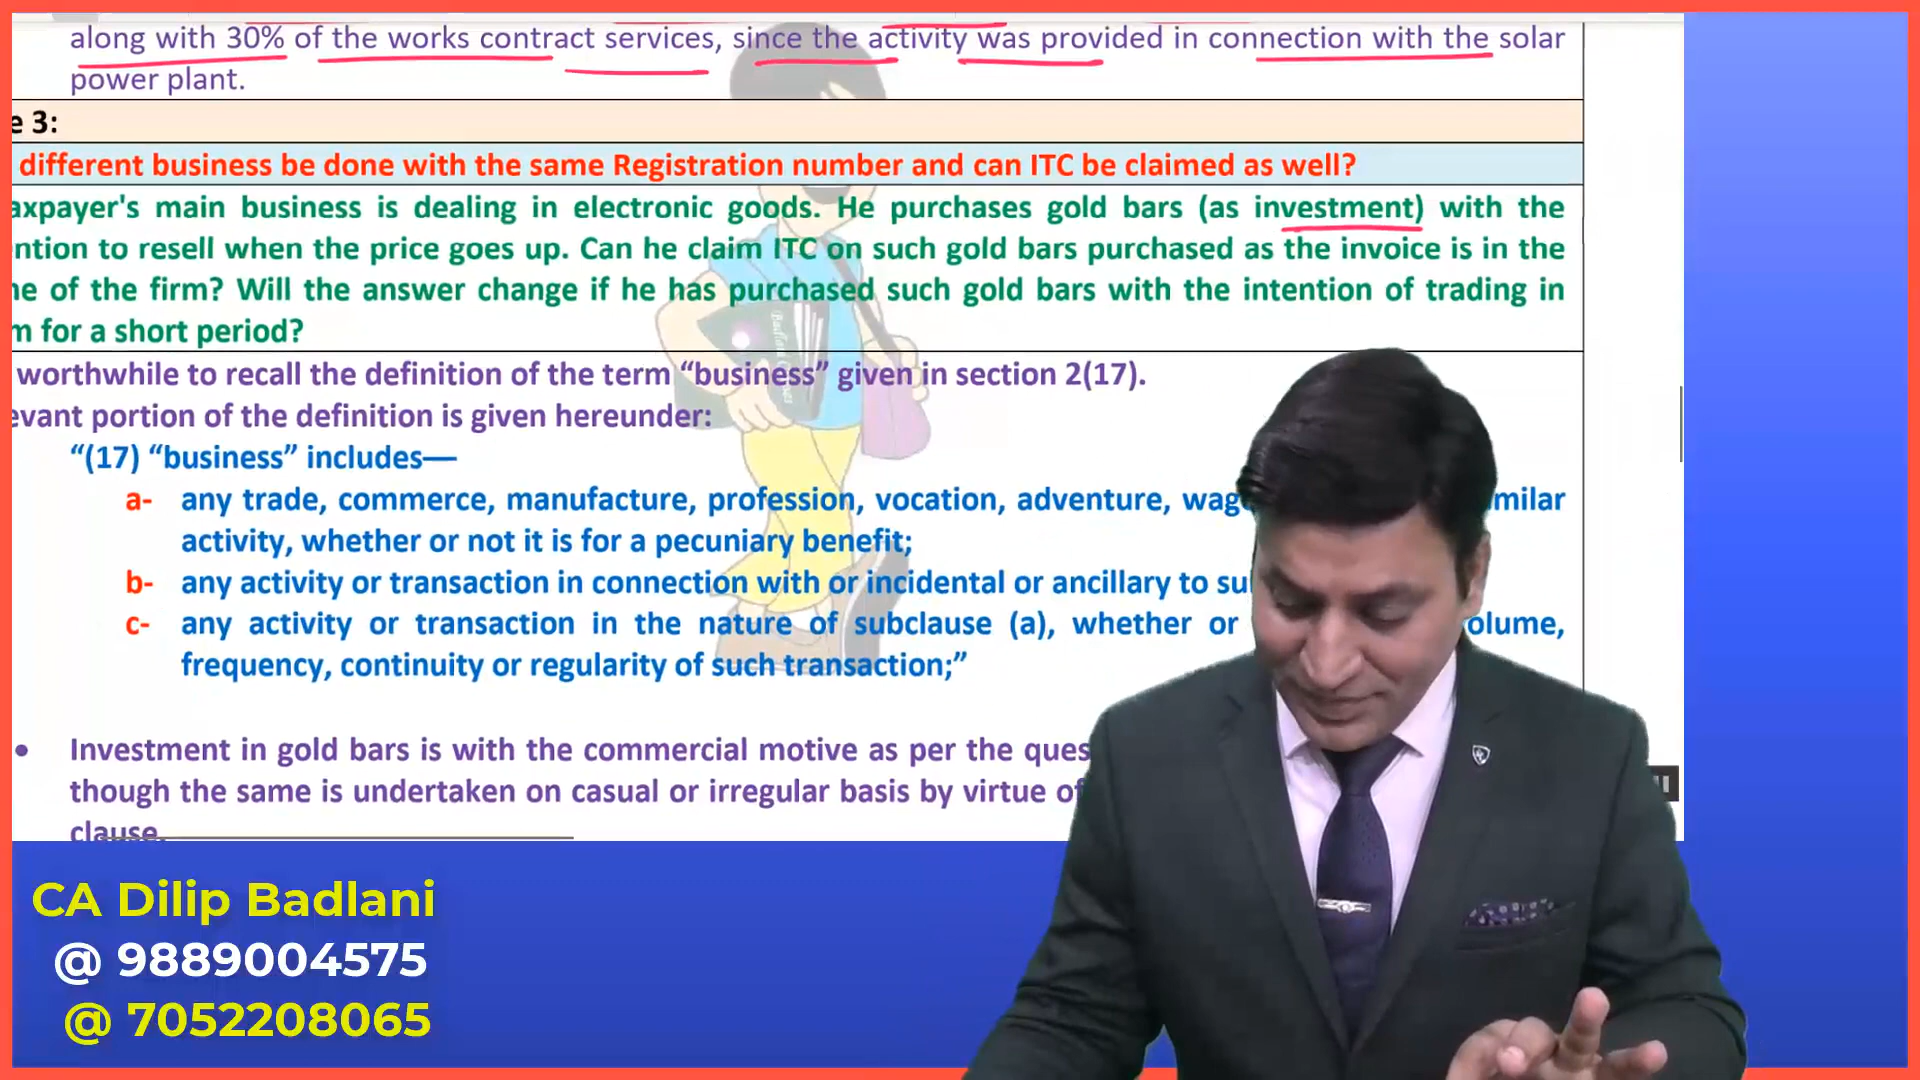 along with 30% of the works contract services, since the activity was provided in connection with the solar
power plant.
e 3:
different business be done with the same Registration number and can ITC be claimed as well?
axpayer's main business is dealing in electronic goods. He purchases gold bars (as investment) with the
ntion to resell when the price goes up. Can he claim ITC on such gold bars purchased as the invoice is in the
ne of the firm? Will the answer change if he has purchased such gold bars with the intention of trading in
m for a short period?
worthwhile to recall the definition of the term “business” given in section 2(17).
evant portion of the definition is given hereunder:
“(17) “business” includes—
a- any trade, commerce, manufacture, profession, vocation, adventure, wag milar
activity, whether or not it is for a pecuniary benefit;
b- any activity or transaction in connection with or incidental or ancillary to su
c- any activity or transaction in the nature of subclause (a), whether or olume,
frequency, continuity or regularity of such transaction;”
• Investment in gold bars is with the commercial motive as per the ques
though the same is undertaken on casual or irregular basis by virtue of
clause.
CA Dilip Badlani
@ 9889004575
@ 7052208065